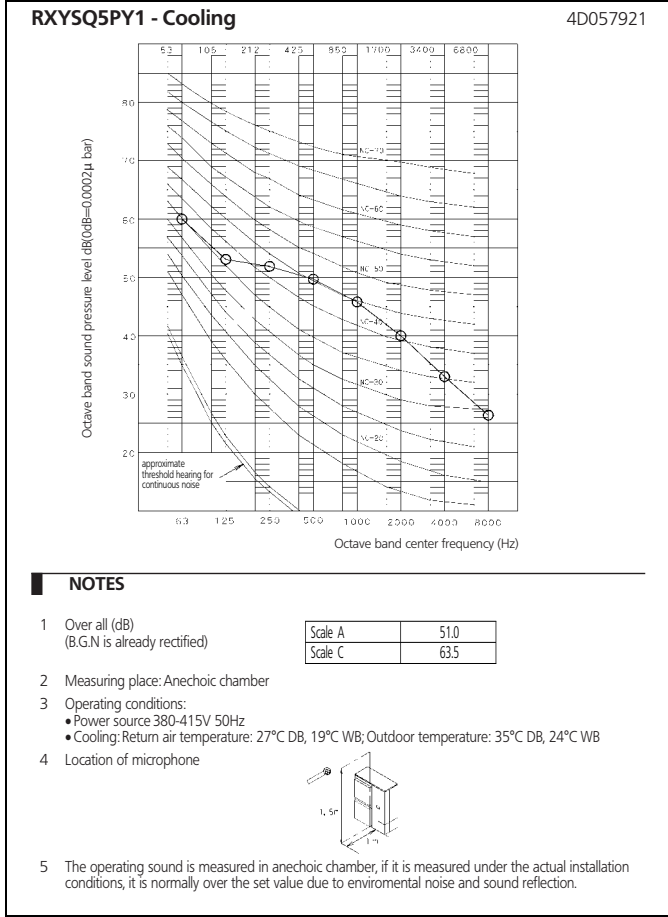 RXYSQ5PY1 - Cooling 4D057921
53 106 212 425 850 1700 3400 6800
80
70
60
50
40
30
20
Octave band sound pressure level dB(0dB=0.0002µ bar)
NC-70
NC-60
NC-50
NC-40
NC-30
NC-20
approximate
threshold hearing for
continuous noise
63 125 250 500 1000 2000 4000 8000
Octave band center frequency (Hz)
NOTES
1 Over all (dB)
(B.G.N is already rectified)
Scale A 51.0
Scale C 63.5
2 Measuring place: Anechoic chamber
3 Operating conditions:
• Power source 380-415V 50Hz
• Cooling: Return air temperature: 27°C DB, 19°C WB; Outdoor temperature: 35°C DB, 24°C WB
4 Location of microphone
1, 5m
1 m
5 The operating sound is measured in anechoic chamber, if it is measured under the actual installation
conditions, it is normally over the set value due to enviromental noise and sound reflection.